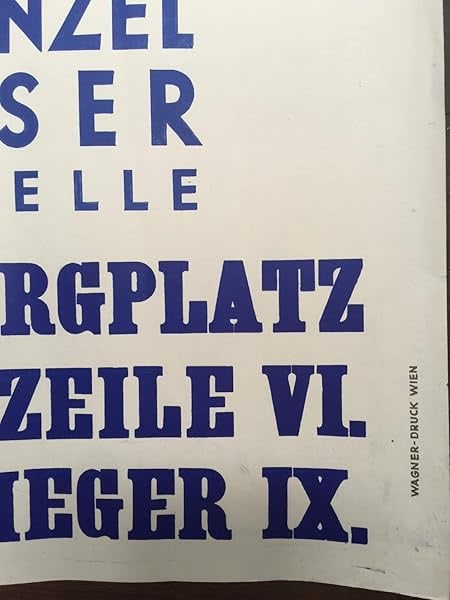 NZEL
SER
ELLE
RGPLATZ
ZEILE VI.
IEGER IX.
WAGNER-DRUCK WIEN